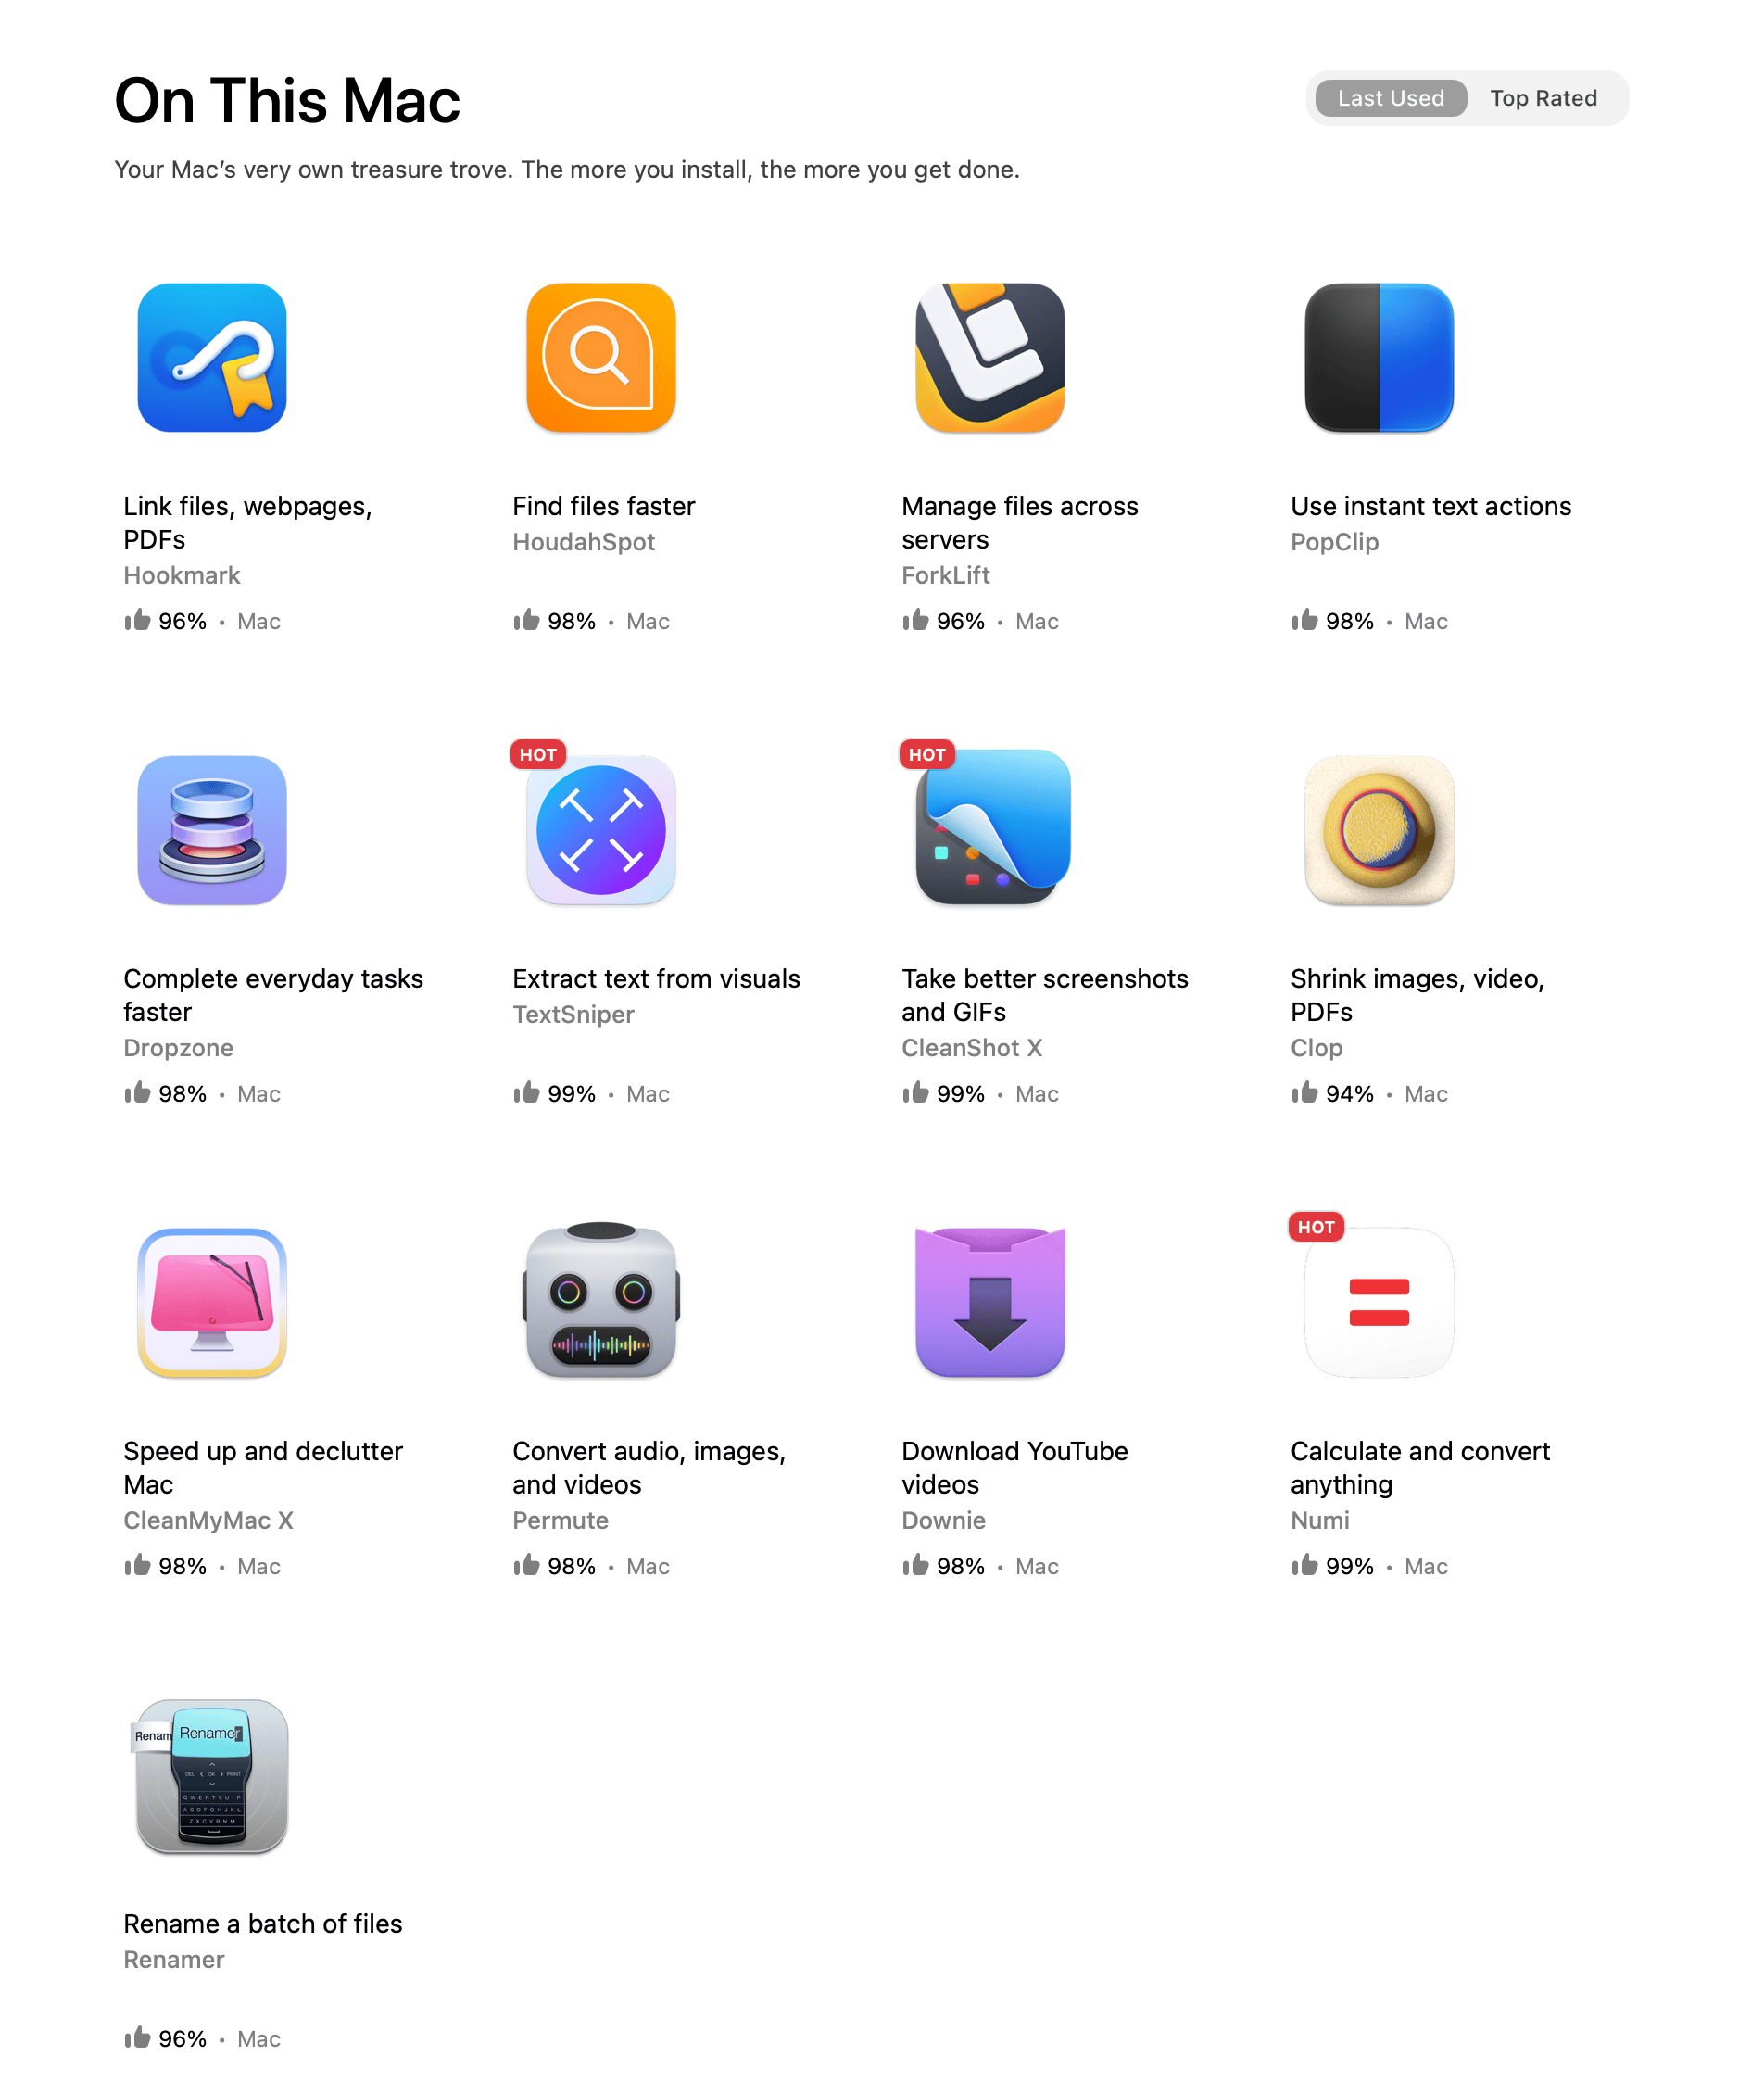 On This Mac
Last Used
Top Rated
Your Mac’s very own treasure trove. The more you install, the more you get done.
Link files, webpages,
PDFs
Hookmark
96% • Mac
Find files faster
HoudahSpot
98% • Mac
Manage files across
servers
ForkLift
96% • Mac
Use instant text actions
PopClip
98% • Mac
Complete everyday tasks
faster
Dropzone
98% • Mac
HOT
Extract text from visuals
TextSniper
99% • Mac
HOT
Take better screenshots
and GIFs
CleanShot X
99% • Mac
Shrink images, video,
PDFs
Clop
94% • Mac
Speed up and declutter
Mac
CleanMyMac X
98% • Mac
Convert audio, images,
and videos
Permute
98% • Mac
Download YouTube
videos
Downie
98% • Mac
HOT
Calculate and convert
anything
Numi
99% • Mac
Renam
Renamer
DEL < OK > PRINT
Q W E R T Y U I P
A S D F G H J K L
Z X C V B N M
Rename a batch of files
Renamer
96% • Mac